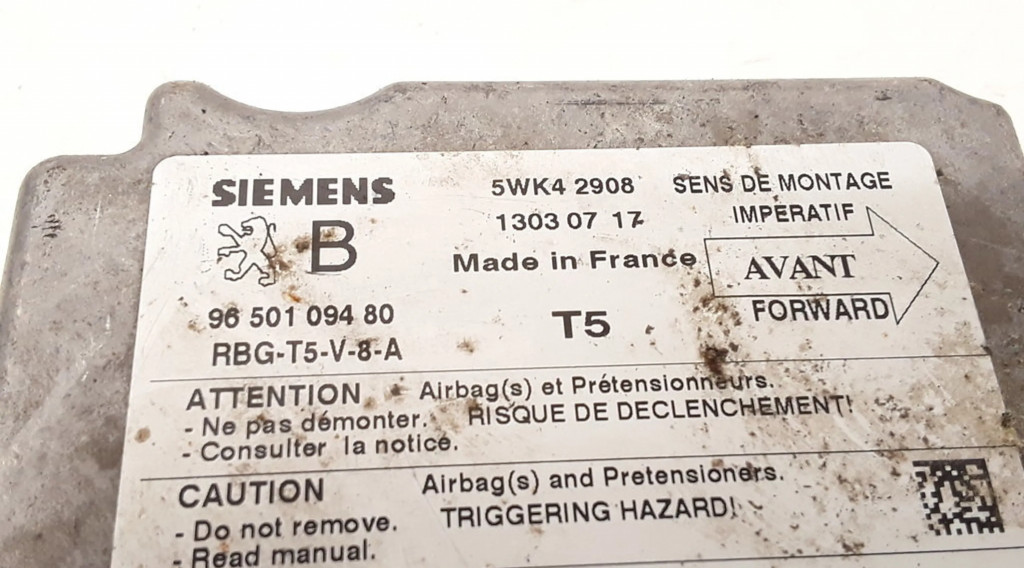 SIEMENS
5WK4 2908
SENS DE MONTAGE
B
13030 07 17
IMPERATIF
Made in France
AVANT
96 501 094 80
T5
FORWARD
RBG-T5-V-8-A
ATTENTION
Airbag(s) et Prétensionneurs.
- Ne pas démonter.
RISQUE DE DECLENCHEMENT!
- Consulter la notice.
CAUTION
Airbag(s) and Pretensioners.
- Do not remove.
TRIGGERING HAZARD!
- Read manual.